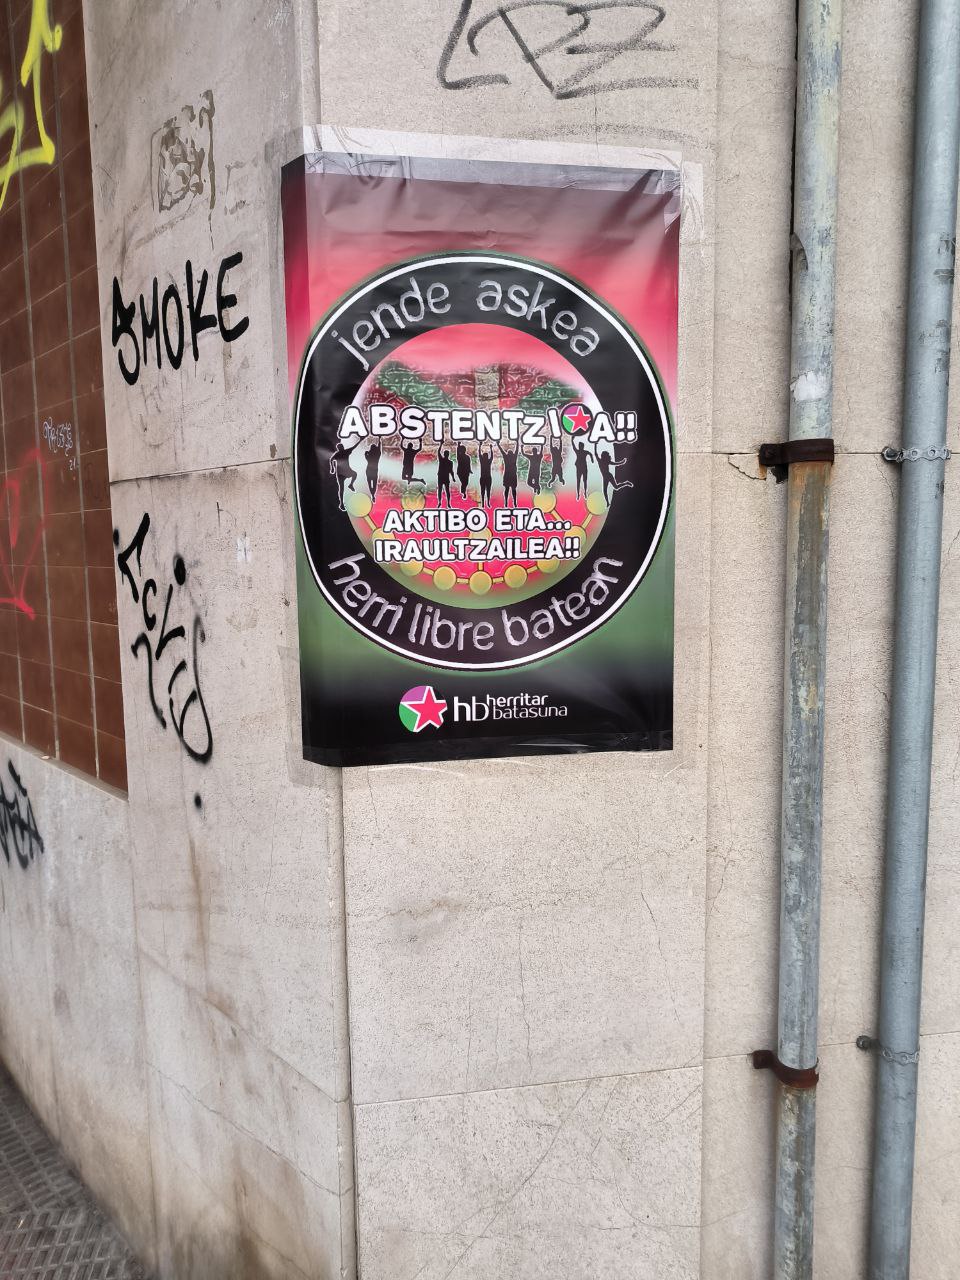 SMOKE
jende askea
ABSTENTZIOA!!
AKTIBO ETA...
IRAULTZAILEA!!
herri libre batean
hb herritar
batasuna